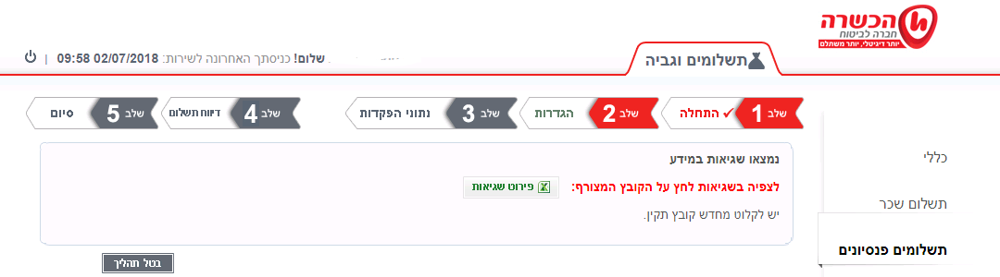 הכשרה
חברה לביטוח
יותר דיגיטלי, יותר משתלם
תשלומים וגביה
שלום! כניסתך האחרונה לשירות: 02/07/2018 09:58 |
שלב 1 התחלה
שלב 2 הגדרות
שלב 3 נתוני הפקדות
שלב 4 דיווח תשלום
שלב 5 סיום
נמצאו שגיאות במידע
לצפיה בשגיאות לחץ על הקובץ המצורף: פירוט שגיאות
יש לקלוט מחדש קובץ תקין.
בטל תהליך
כללי
תשלום שכר
תשלומים פנסיונים